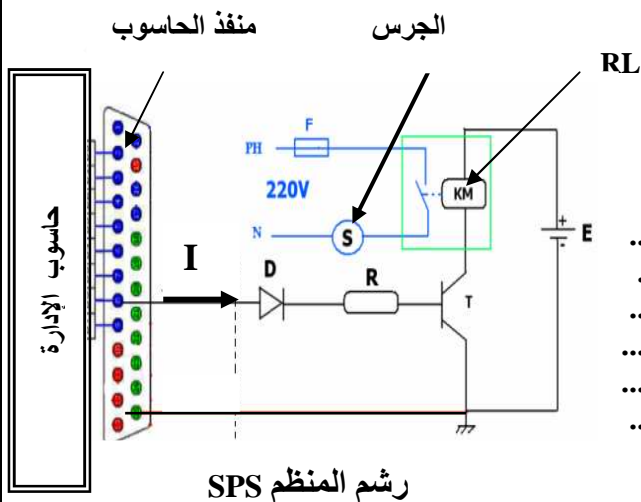 منفذ الحاسوب
الجرس
RL
F
PH
220V
KM
N
S
+
E
-
I
D
R
T
حاسوب الإدارة
رشم المنظم SPS
..
.
..
...
...
..